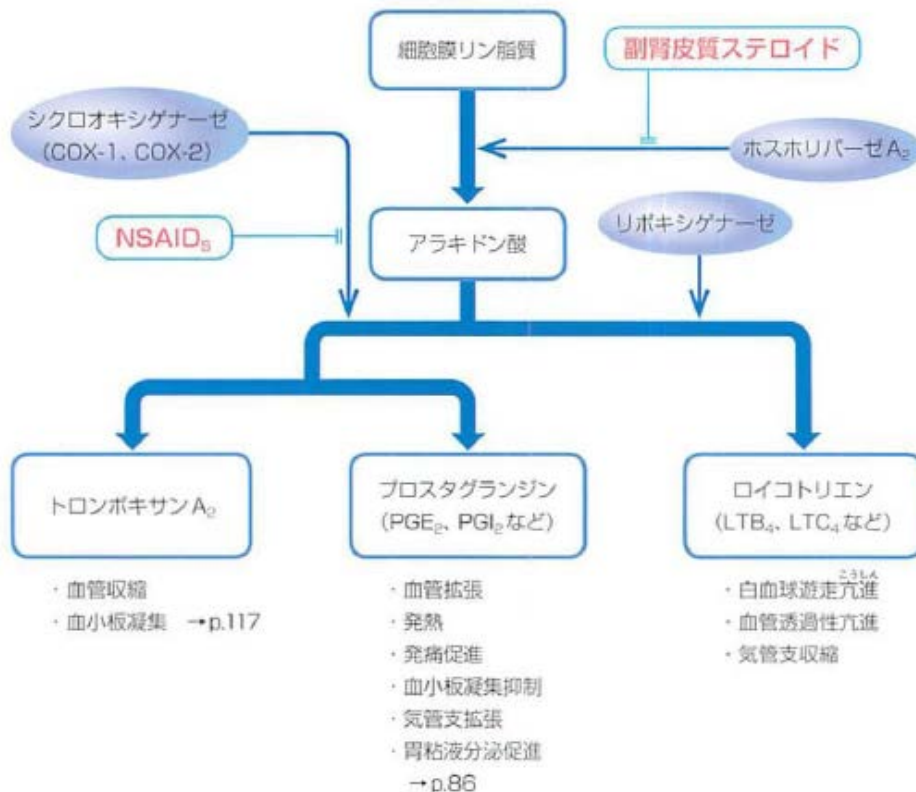 細胞膜リン脂質
副腎皮質ステロイド
シクロオキシゲナーゼ
(COX-1、COX-2)
ホスホリパーゼA₂
NSAIDs
アラキドン酸
リポキシゲナーゼ
トロンボキサンA₂
プロスタグランジン
(PGE₂、PGI₂など)
ロイコトリエン
(LTB₄、LTC₄など)
・血管収縮
・血小板凝集 →p.117
・血管拡張
・発熱
・発痛促進
・血小板凝集抑制
・気管支拡張
・胃粘液分泌促進
→p.86
こうしん
・白血球遊走亢進
・血管透過性亢進
・気管支収縮